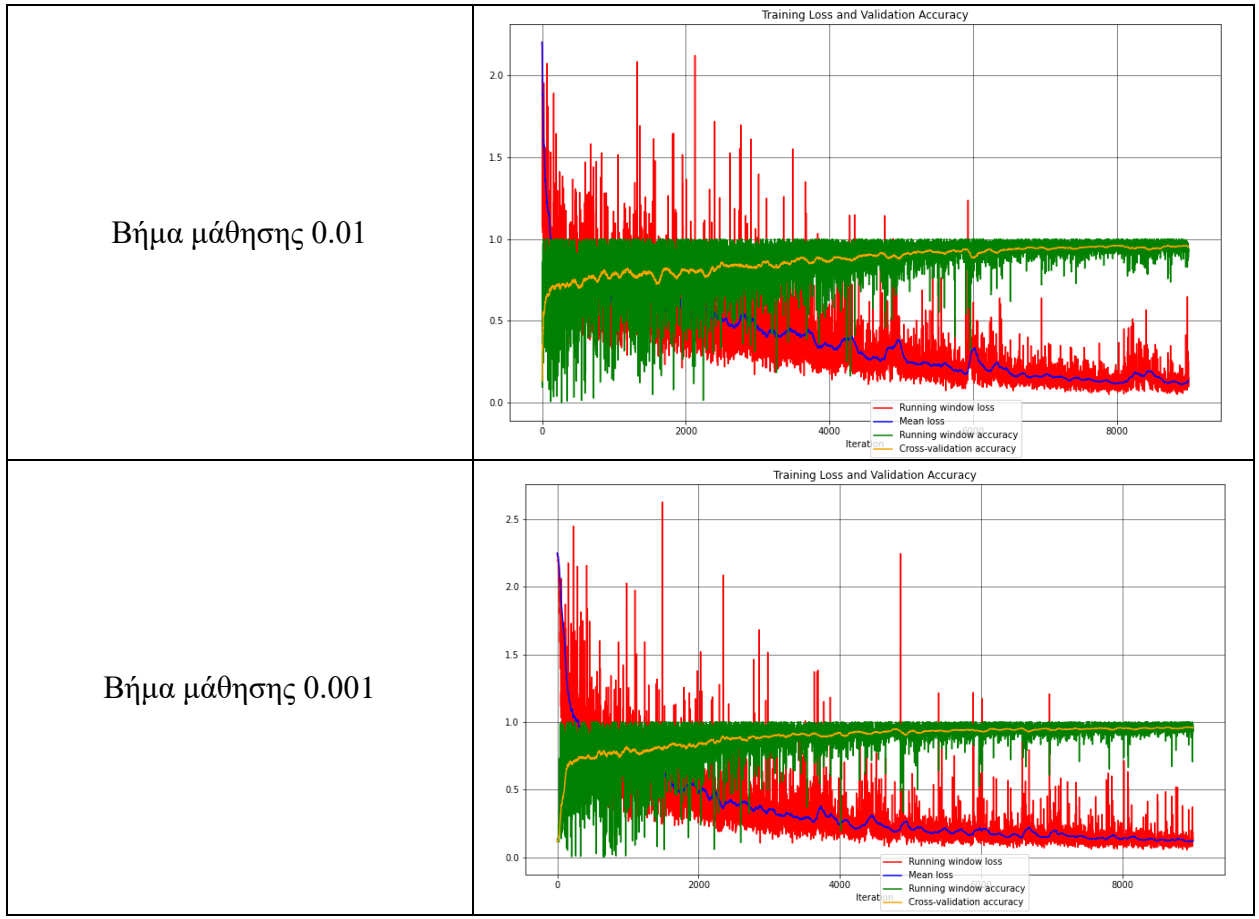 Training Loss and Validation Accuracy
2.0
1.5
1.0
0.5
0.0
0
2000
4000
6000
8000
Iteration
Running window loss
Mean loss
Running window accuracy
Cross-validation accuracy
Βήμα μάθησης 0.01
Training Loss and Validation Accuracy
2.5
2.0
1.5
1.0
0.5
0.0
0
2000
4000
6000
8000
Iteration
Running window loss
Mean loss
Running window accuracy
Cross-validation accuracy
Βήμα μάθησης 0.001